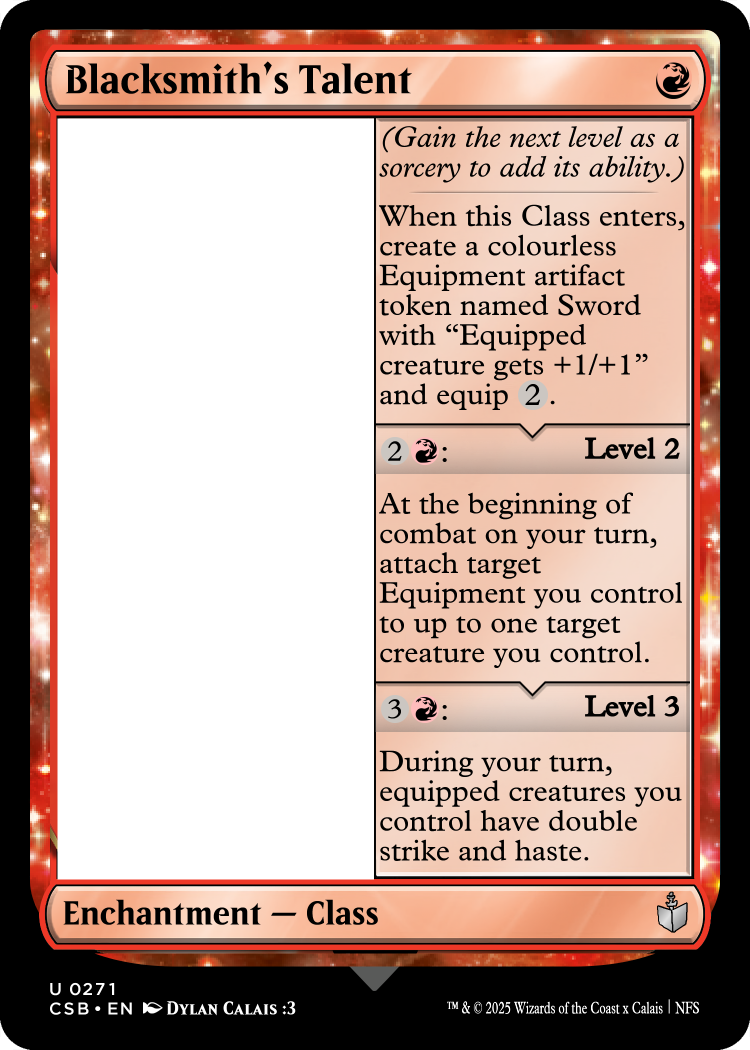 Blacksmith's Talent
(Gain the next level as a
sorcery to add its ability.)
When this Class enters,
create a colourless
Equipment artifact
token named Sword
with “Equipped
creature gets +1/+1”
and equip 2.
2 : Level 2
At the beginning of
combat on your turn,
attach target
Equipment you control
to up to one target
creature you control.
3 : Level 3
During your turn,
equipped creatures you
control have double
strike and haste.
Enchantment — Class
U 0271
CSB • EN Dylan Calais :3
™ & © 2025 Wizards of the Coast x Calais | NFS